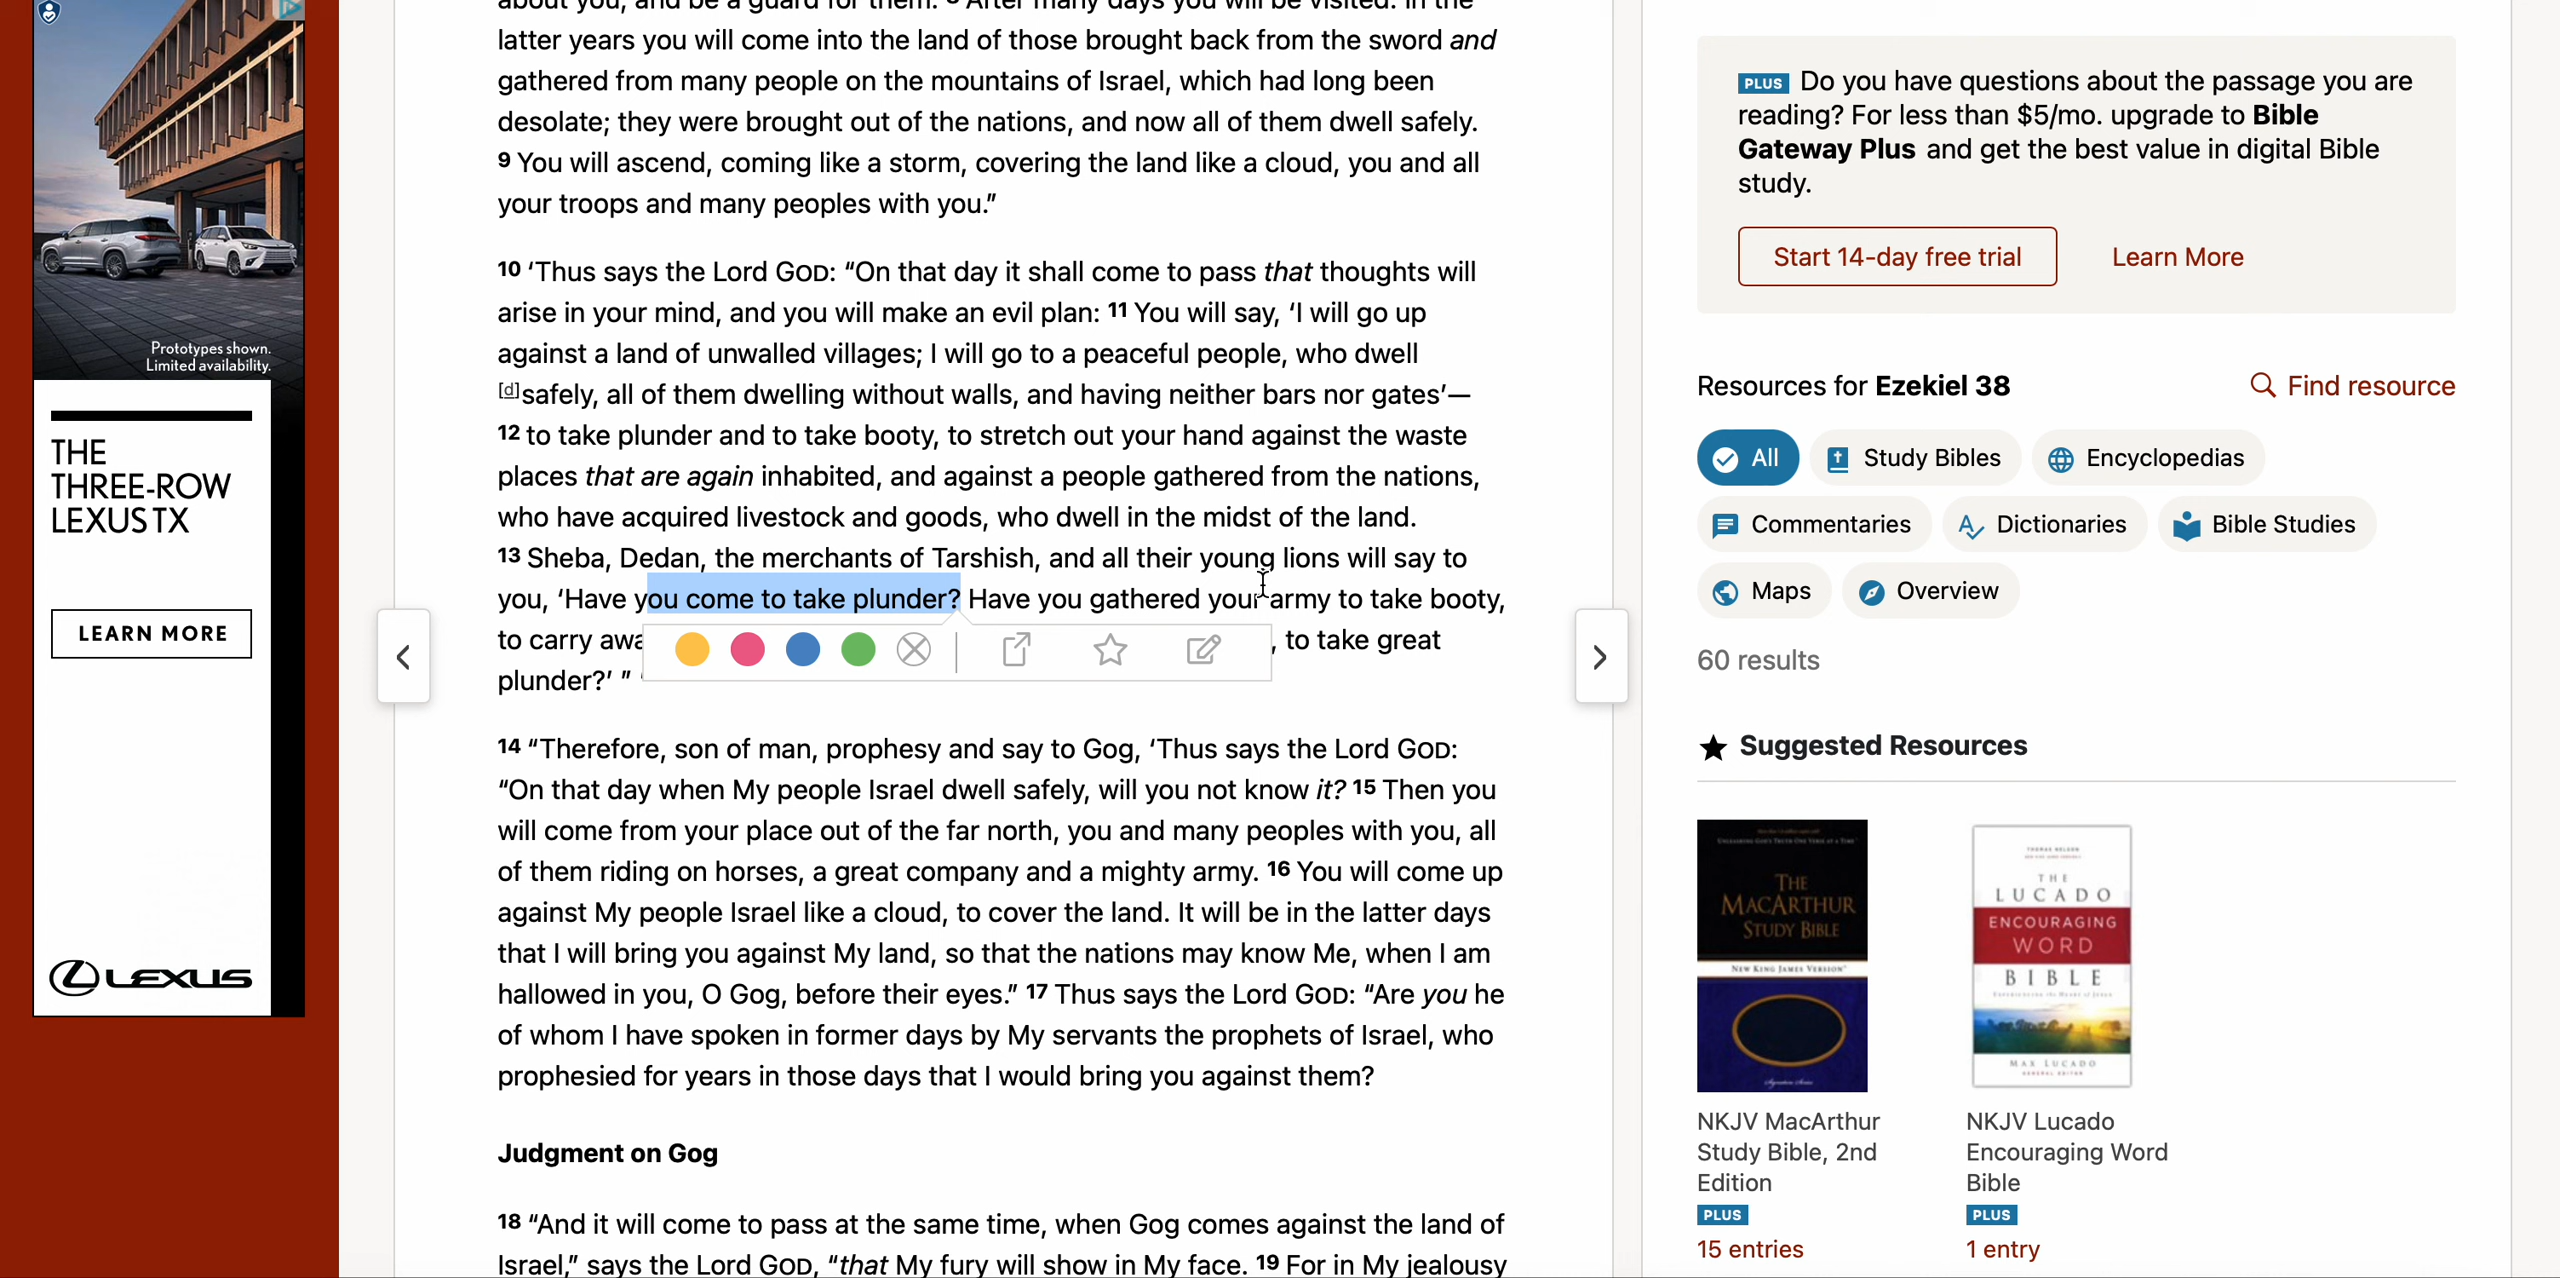 latter years you will come into the land of those brought back from the sword and
gathered from many people on the mountains of Israel, which had long been
desolate; they were brought out of the nations, and now all of them dwell safely.
9 You will ascend, coming like a storm, covering the land like a cloud, you and all
your troops and many peoples with you.”
10 ‘Thus says the Lord GOD: “On that day it shall come to pass that thoughts will
arise in your mind, and you will make an evil plan: 11 You will say, ‘I will go up
against a land of unwalled villages; I will go to a peaceful people, who dwell
[d]safely, all of them dwelling without walls, and having neither bars nor gates’—
12 to take plunder and to take booty, to stretch out your hand against the waste
places that are again inhabited, and against a people gathered from the nations,
who have acquired livestock and goods, who dwell in the midst of the land.
13 Sheba, Dedan, the merchants of Tarshish, and all their young lions will say to
you, ‘Have you come to take plunder? Have you gathered your army to take booty,
to carry awa , to take great
plunder?’ ”
14 “Therefore, son of man, prophesy and say to Gog, ‘Thus says the Lord GOD:
“On that day when My people Israel dwell safely, will you not know it? 15 Then you
will come from your place out of the far north, you and many peoples with you, all
of them riding on horses, a great company and a mighty army. 16 You will come up
against My people Israel like a cloud, to cover the land. It will be in the latter days
that I will bring you against My land, so that the nations may know Me, when I am
hallowed in you, O Gog, before their eyes.” 17 Thus says the Lord GOD: “Are you he
of whom I have spoken in former days by My servants the prophets of Israel, who
prophesied for years in those days that I would bring you against them?
Judgment on Gog
18 “And it will come to pass at the same time, when Gog comes against the land of
Israel,” says the Lord GOD, “that My fury will show in My face. 19 For in My jealousy
Prototypes shown.
Limited availability.
THE
THREE-ROW
LEXUS TX
LEARN MORE
LEXUS
PLUS Do you have questions about the passage you are
reading? For less than $5/mo. upgrade to Bible
Gateway Plus and get the best value in digital Bible
study.
Start 14-day free trial
Learn More
Resources for Ezekiel 38
Find resource
All
Study Bibles
Encyclopedias
Commentaries
Dictionaries
Bible Studies
Maps
Overview
60 results
Suggested Resources
THE
MACARTHUR
STUDY BIBLE
NEW KING JAMES VERSION
NKJV MacArthur
Study Bible, 2nd
Edition
PLUS
15 entries
THOMAS NELSON
THE
LUCADO
ENCOURAGING
WORD
BIBLE
MAX LUCADO
GENERAL EDITOR
NKJV Lucado
Encouraging Word
Bible
PLUS
1 entry